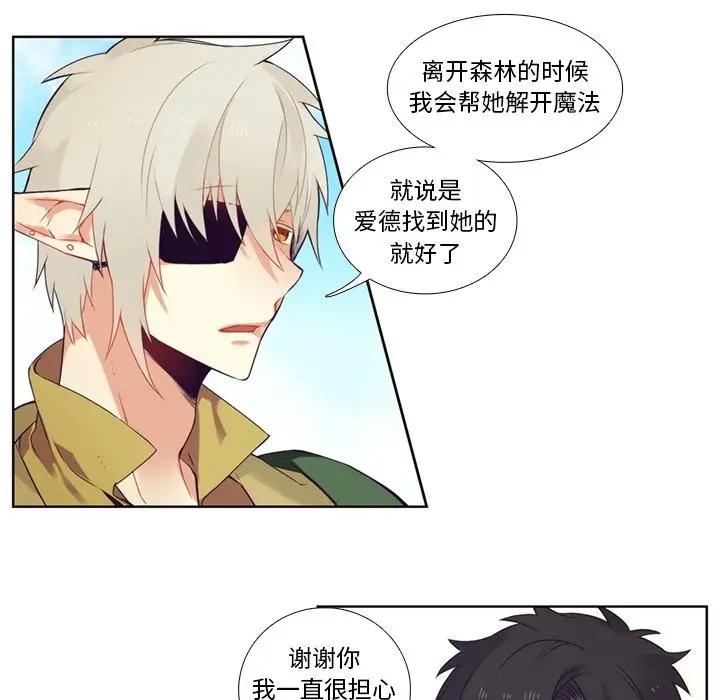 离开森林的时候
我会帮她解开魔法
就说是
爱德找到她的
就好了
谢谢你
我一直很担心